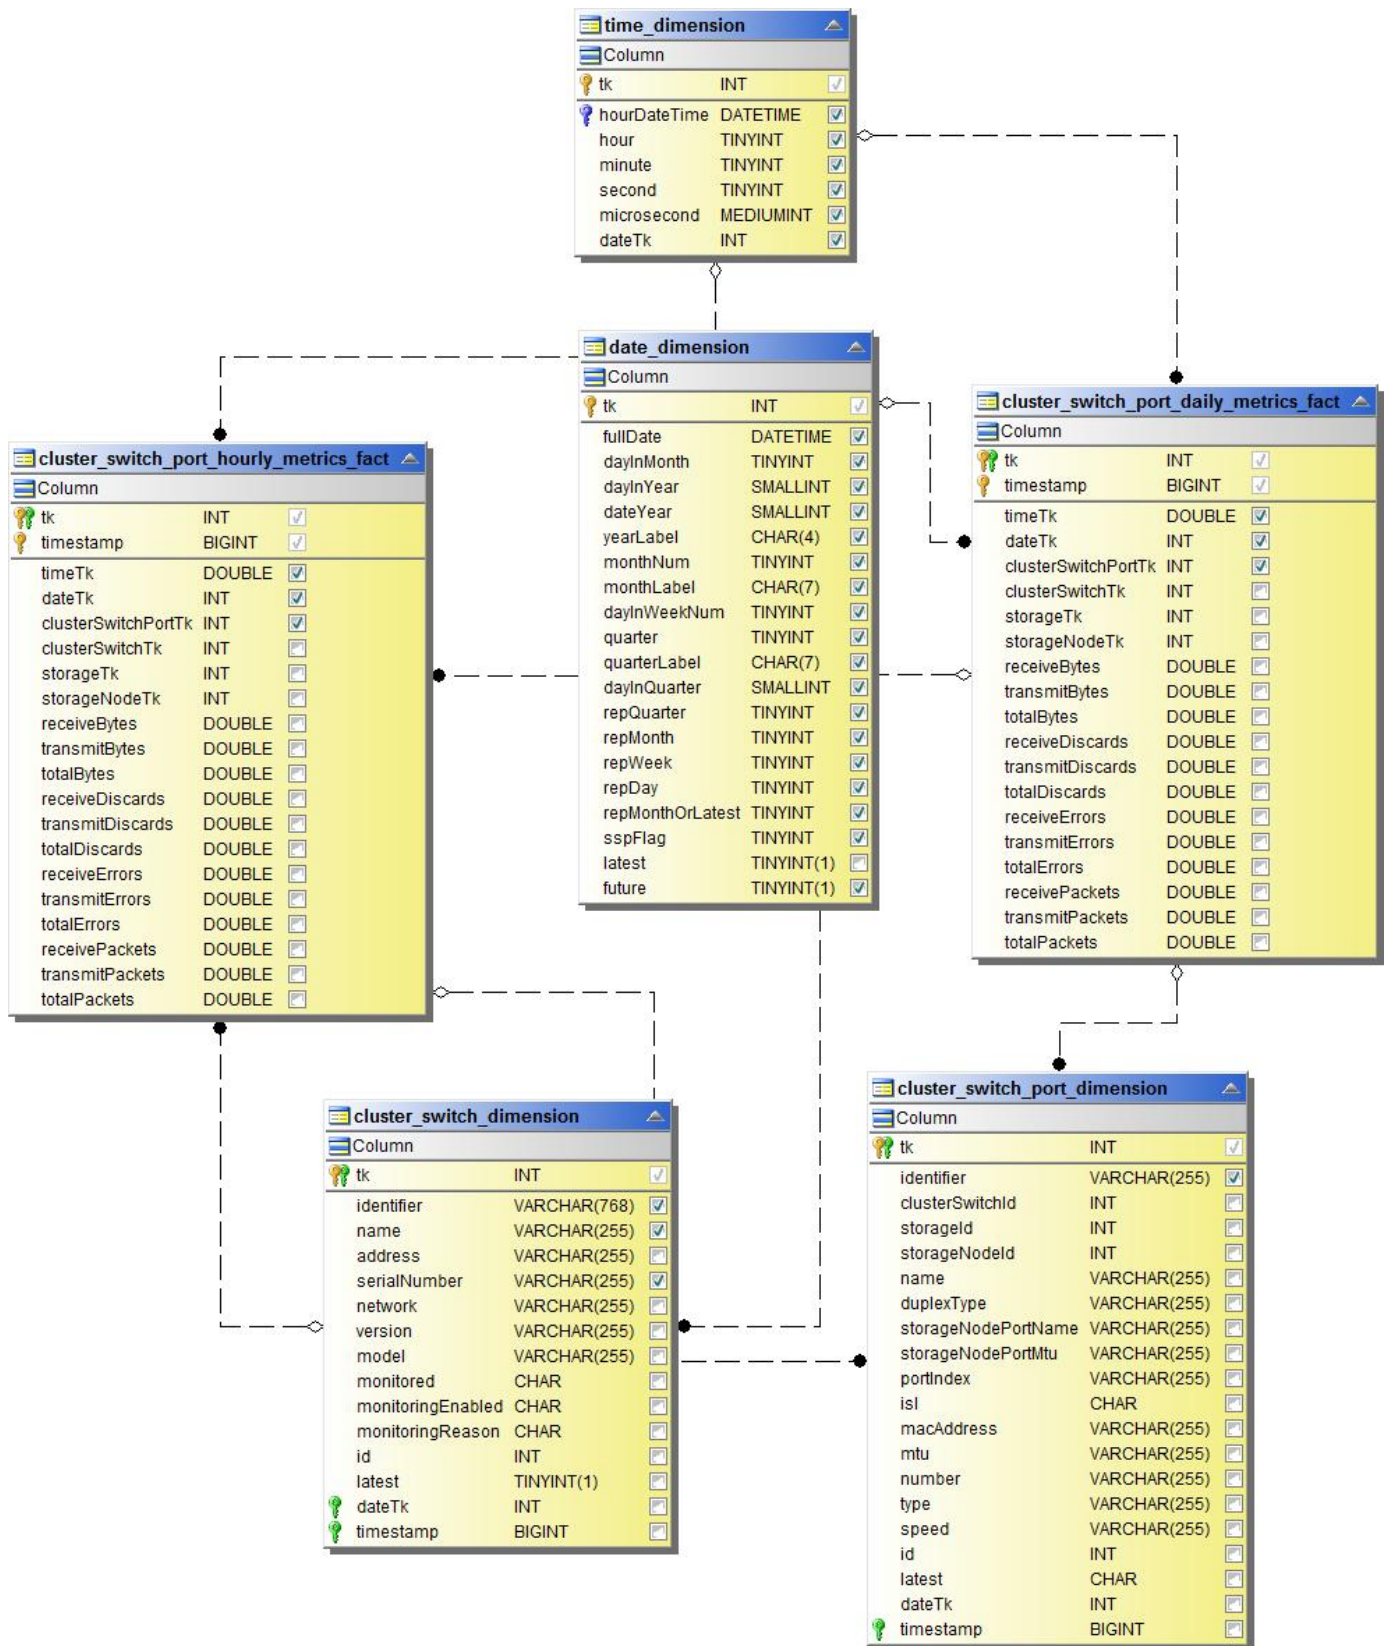 time_dimension
Column
tk INT
hourDateTime DATETIME
hour TINYINT
minute TINYINT
second TINYINT
microsecond MEDIUMINT
dateTk INT
date_dimension
Column
tk INT
fullDate DATETIME
dayInMonth TINYINT
dayInYear SMALLINT
dateYear SMALLINT
yearLabel CHAR(4)
monthNum TINYINT
monthLabel CHAR(7)
dayInWeekNum TINYINT
quarter TINYINT
quarterLabel CHAR(7)
dayInQuarter SMALLINT
repQuarter TINYINT
repMonth TINYINT
repWeek TINYINT
repDay TINYINT
repMonthOrLatest TINYINT
sspFlag TINYINT
latest TINYINT(1)
future TINYINT(1)
cluster_switch_port_daily_metrics_fact
Column
tk INT
timestamp BIGINT
timeTk DOUBLE
dateTk INT
clusterSwitchPortTk INT
clusterSwitchTk INT
storageTk INT
storageNodeTk INT
receiveBytes DOUBLE
transmitBytes DOUBLE
totalBytes DOUBLE
receiveDiscards DOUBLE
transmitDiscards DOUBLE
totalDiscards DOUBLE
receiveErrors DOUBLE
transmitErrors DOUBLE
totalErrors DOUBLE
receivePackets DOUBLE
transmitPackets DOUBLE
totalPackets DOUBLE
cluster_switch_port_hourly_metrics_fact
Column
tk INT
timestamp BIGINT
timeTk DOUBLE
dateTk INT
clusterSwitchPortTk INT
clusterSwitchTk INT
storageTk INT
storageNodeTk INT
receiveBytes DOUBLE
transmitBytes DOUBLE
totalBytes DOUBLE
receiveDiscards DOUBLE
transmitDiscards DOUBLE
totalDiscards DOUBLE
receiveErrors DOUBLE
transmitErrors DOUBLE
totalErrors DOUBLE
receivePackets DOUBLE
transmitPackets DOUBLE
totalPackets DOUBLE
cluster_switch_dimension
Column
tk INT
identifier VARCHAR(768)
name VARCHAR(255)
address VARCHAR(255)
serialNumber VARCHAR(255)
network VARCHAR(255)
version VARCHAR(255)
model VARCHAR(255)
monitored CHAR
monitoringEnabled CHAR
monitoringReason CHAR
id INT
latest TINYINT(1)
dateTk INT
timestamp BIGINT
cluster_switch_port_dimension
Column
tk INT
identifier VARCHAR(255)
clusterSwitchId INT
storageId INT
storageNodeId INT
name VARCHAR(255)
duplexType VARCHAR(255)
storageNodePortName VARCHAR(255)
storageNodePortMtu VARCHAR(255)
portIndex VARCHAR(255)
isl CHAR
macAddress VARCHAR(255)
mtu VARCHAR(255)
number VARCHAR(255)
type VARCHAR(255)
speed VARCHAR(255)
id INT
latest CHAR
dateTk INT
timestamp BIGINT